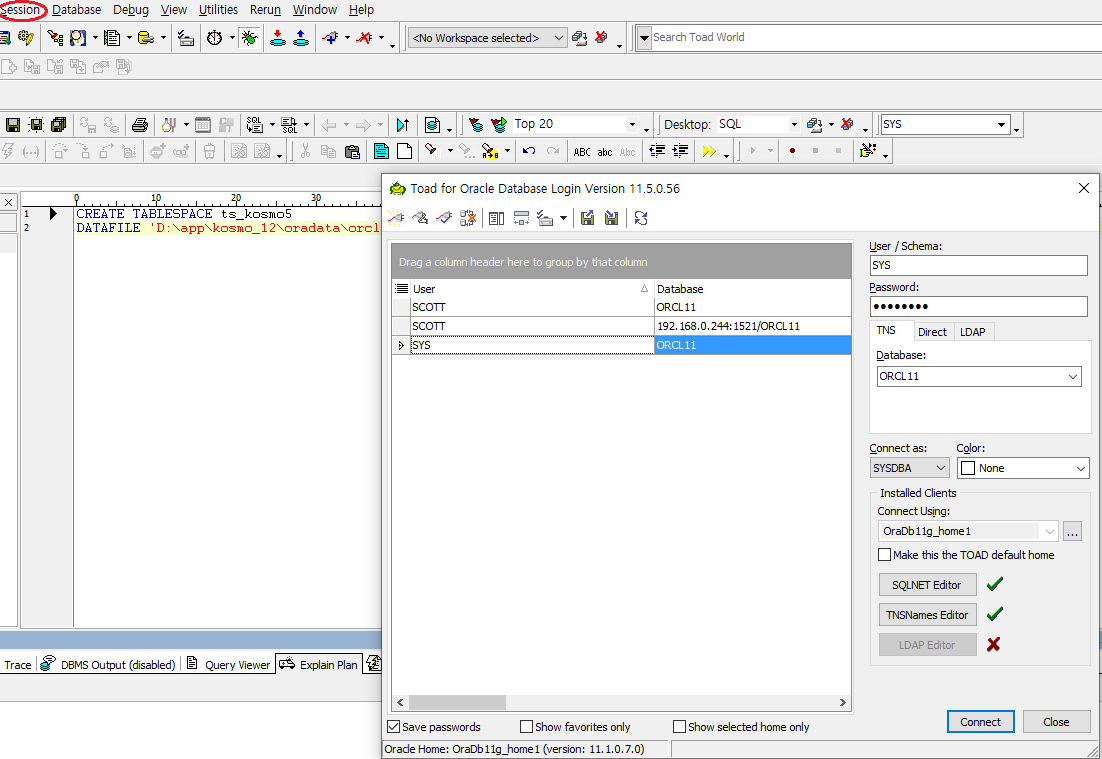 Session Database Debug View Utilities Rerun Window Help
<No Workspace selected> Search Toad World
SQL SQL Top 20 Desktop: SQL SYS
ABC abc Abc
0 10 20 30
1 CREATE TABLESPACE ts_kosmo5
2 DATAFILE 'D:\app\kosmo_12\oradata\orcl
Trace DBMS Output (disabled) Query Viewer Explain Plan
Toad for Oracle Database Login Version 11.5.0.56
Drag a column header here to group by that column
User Database
SCOTT ORCL11
SCOTT 192.168.0.244:1521/ORCL11
SYS ORCL11
User / Schema:
SYS
Password:
••••••••
TNS Direct LDAP
Database:
ORCL11
Connect as: Color:
SYSDBA None
Installed Clients
Connect Using:
OraDb11g_home1 ...
Make this the TOAD default home
SQLNET Editor
TNSNames Editor
LDAP Editor
Connect Close
Save passwords Show favorites only Show selected home only
Oracle Home: OraDb11g_home1 (version: 11.1.0.7.0)